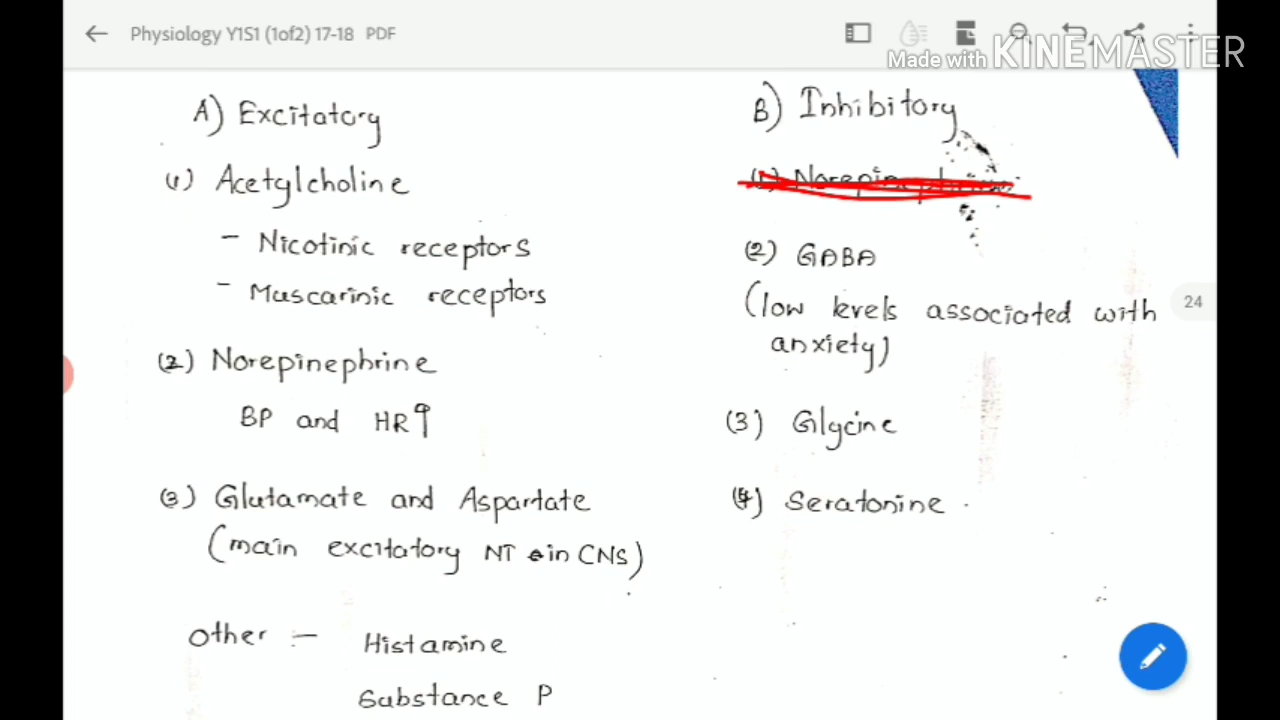 Physiology Y1S1 (1of2) 17-18 PDF
Made with KINEMASTER
A) Excitatory
(1) Acetylcholine
- Nicotinic receptors
- Muscarinic receptors
(2) Norepinephrine
BP and HR↑
(3) Glutamate and Aspartate
(main excitatory NT in CNS)
Other :- Histamine
Substance P
B) Inhibitory
(1) Norepinephrine
(2) GABA
(low levels associated with
anxiety)
(3) Glycine
(4) Seratonine
24